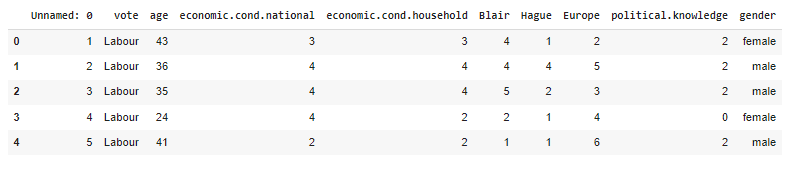 Unnamed: 0 vote age economic.cond.national economic.cond.household Blair Hague Europe political.knowledge gender
0 1 Labour 43 3 3 4 1 2 2 female
1 2 Labour 36 4 4 4 4 5 2 male
2 3 Labour 35 4 4 5 2 3 2 male
3 4 Labour 24 4 2 2 1 4 0 female
4 5 Labour 41 2 2 1 1 6 2 male